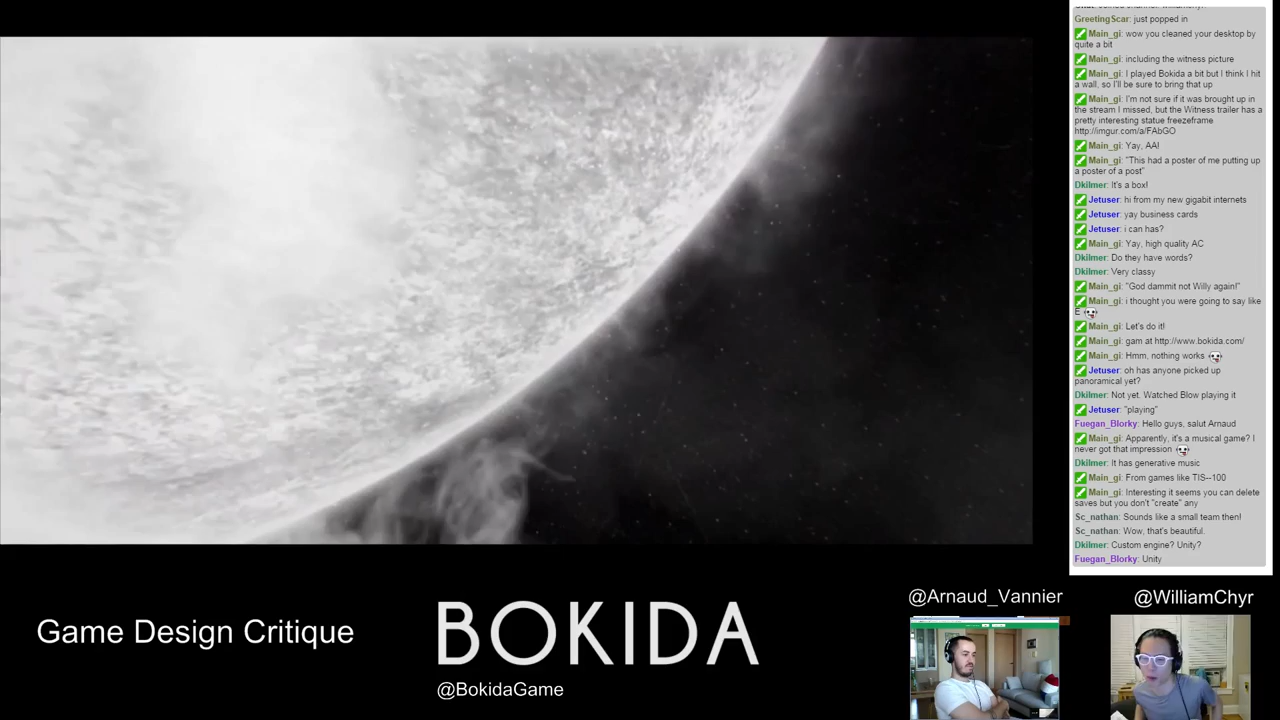 GreetingScar: just popped in
Main_gi: wow you cleaned your desktop by
quite a bit
Main_gi: including the witness picture
Main_gi: I played Bokida a bit but I think I hit
a wall, so I'll be sure to bring that up
Main_gi: I'm not sure if it was brought up in
the stream I missed, but the Witness trailer has a
pretty interesting statue freezeframe
http://imgur.com/a/FAbGO
Main_gi: Yay, AA!
Main_gi: "This had a poster of me putting up
a poster of a post"
Dkilmer: It's a box!
Jetuser: hi from my new gigabit internets
Jetuser: yay business cards
Jetuser: i can has?
Main_gi: Yay, high quality AC
Dkilmer: Do they have words?
Dkilmer: Very classy
Main_gi: "God dammit not Willy again!"
Main_gi: i thought you were going to say like
E
Main_gi: Let's do it!
Main_gi: gam at http://www.bokida.com/
Main_gi: Hmm, nothing works
Jetuser: oh has anyone picked up
panoramical yet?
Dkilmer: Not yet. Watched Blow playing it
Jetuser: "playing"
Fuegan_Blorky: Hello guys, salut Arnaud
Main_gi: Apparently, it's a musical game? I
never got that impression
Dkilmer: It has generative music
Main_gi: From games like TIS--100
Main_gi: Interesting it seems you can delete
saves but you don't "create" any
Sc_nathan: Sounds like a small team then!
Sc_nathan: Wow, that's beautiful.
Dkilmer: Custom engine? Unity?
Fuegan_Blorky: Unity
Game Design Critique
BOKIDA
@BokidaGame
@Arnaud_Vannier
@WilliamChyr